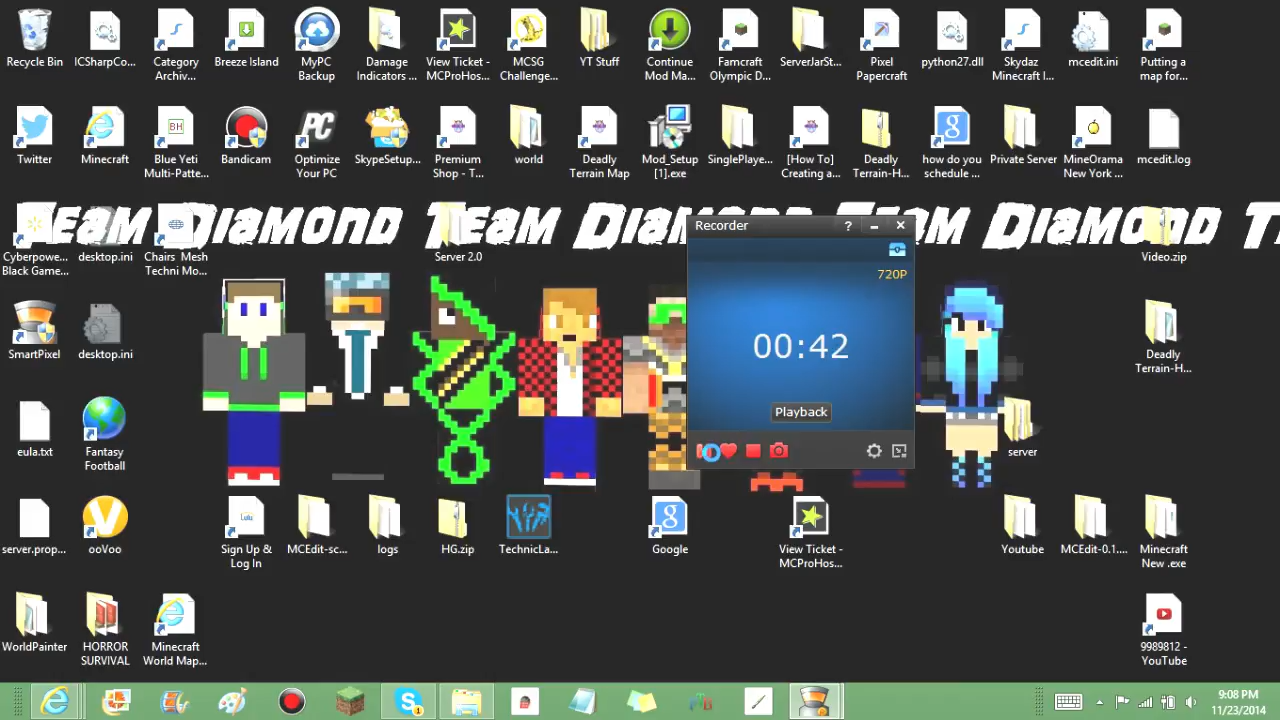 Recycle Bin
ICSharpCo...
Category
Archiv...
Breeze Island
MyPC
Backup
Damage
Indicators ...
View Ticket -
MCProHos...
MCSG
Challenge...
YT Stuff
Continue
Mod Ma...
Famcraft
Olympic D...
ServerJarSt...
Pixel
Papercraft
python27.dll
Skydaz
Minecraft I...
mcedit.ini
Putting a
map for...
Twitter
Minecraft
BH
Blue Yeti
Multi-Patte...
Bandicam
PC
Optimize
Your PC
SkypeSetup...
Premium
Shop - T...
world
Deadly
Terrain Map
Mod_Setup
[1].exe
SinglePlaye...
[How To]
Creating a...
Deadly
Terrain-H...
g
how do you
schedule ...
Private Server
MineOrama
New York ...
mcedit.log
Team Diamond Team Diamond Team Diamond T
Cyberpowe...
Black Game...
desktop.ini
Chairs Mesh
Techni Mo...
Server 2.0
Video.zip
Recorder
?
720P
00:42
Playback
SmartPixel
desktop.ini
Deadly
Terrain-H...
eula.txt
Fantasy
Football
server
server.prop...
ooVoo
Lulu
Sign Up &
Log In
MCEdit-sc...
logs
HG.zip
TechnicLa...
g
Google
View Ticket -
MCProHos...
Youtube
MCEdit-0.1....
Minecraft
New .exe
WorldPainter
HORROR
SURVIVAL
Minecraft
World Map...
9989812 -
YouTube
1
9:08 PM
11/23/2014